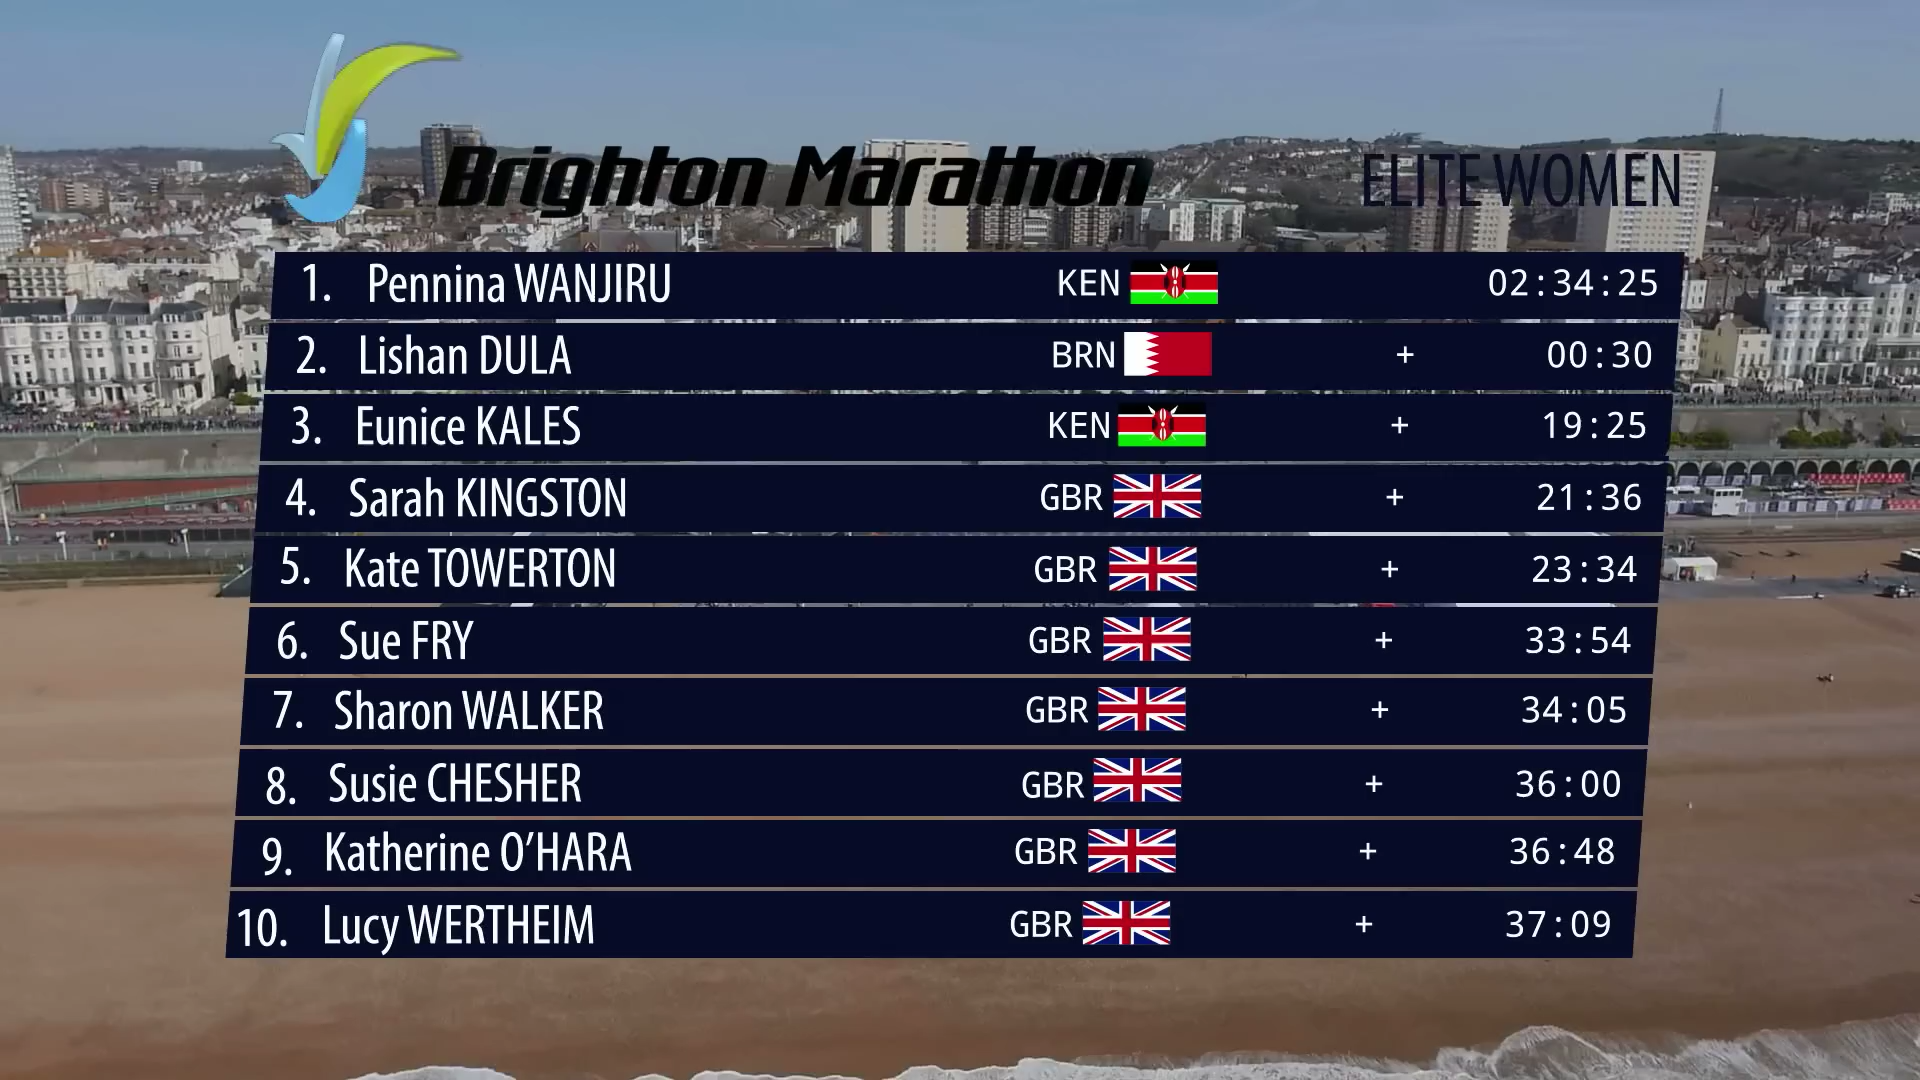 Brighton Marathon
ELITE WOMEN
1. Pennina WANJIRU KEN 02:34:25
2. Lishan DULA BRN + 00:30
3. Eunice KALES KEN + 19:25
4. Sarah KINGSTON GBR + 21:36
5. Kate TOWERTON GBR + 23:34
6. Sue FRY GBR + 33:54
7. Sharon WALKER GBR + 34:05
8. Susie CHESHER GBR + 36:00
9. Katherine O’HARA GBR + 36:48
10. Lucy WERTHEIM GBR + 37:09